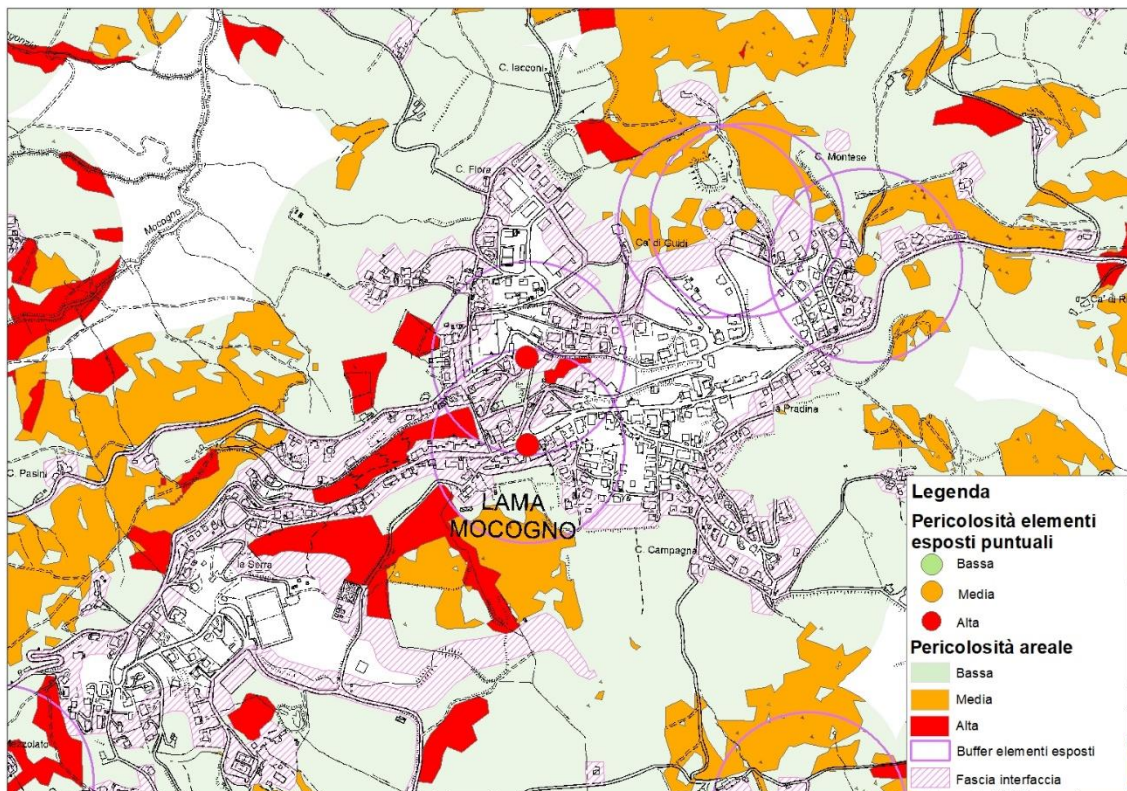 C. Iacconi
C. Montese
C. Flora
Mocogno
Ca' di Guidi
la Pradina
C. Pasini
LAMA
MOCOGNO
C. Campagna
la Serra
Legenda
Pericolosità elementi
esposti puntuali
Bassa
Media
Alta
Pericolosità areale
Bassa
Media
Alta
Buffer elementi esposti
Fascia interfaccia